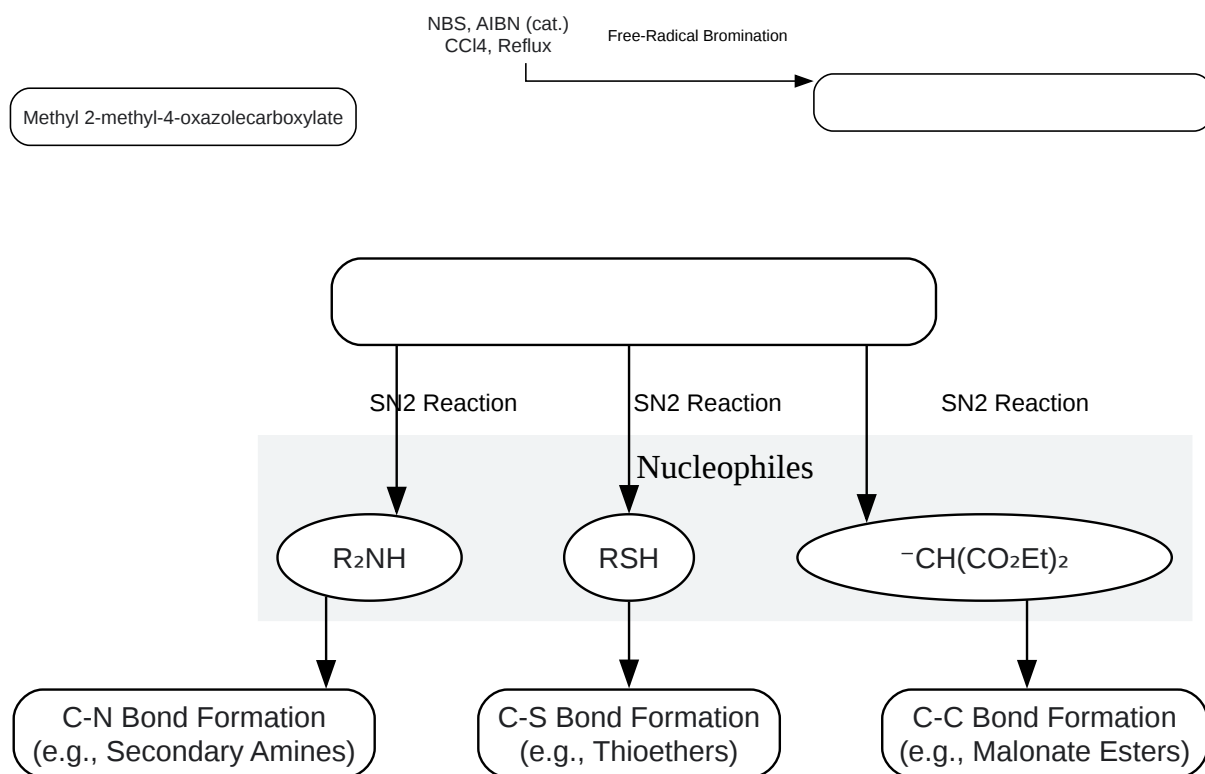 NBS, AIBN (cat.)
CCl4, Reflux
Free-Radical Bromination
Methyl 2-methyl-4-oxazolecarboxylate
SN2 Reaction
SN2 Reaction
SN2 Reaction
Nucleophiles
R₂NH
RSH
⁻CH(CO₂Et)₂
C-N Bond Formation
(e.g., Secondary Amines)
C-S Bond Formation
(e.g., Thioethers)
C-C Bond Formation
(e.g., Malonate Esters)